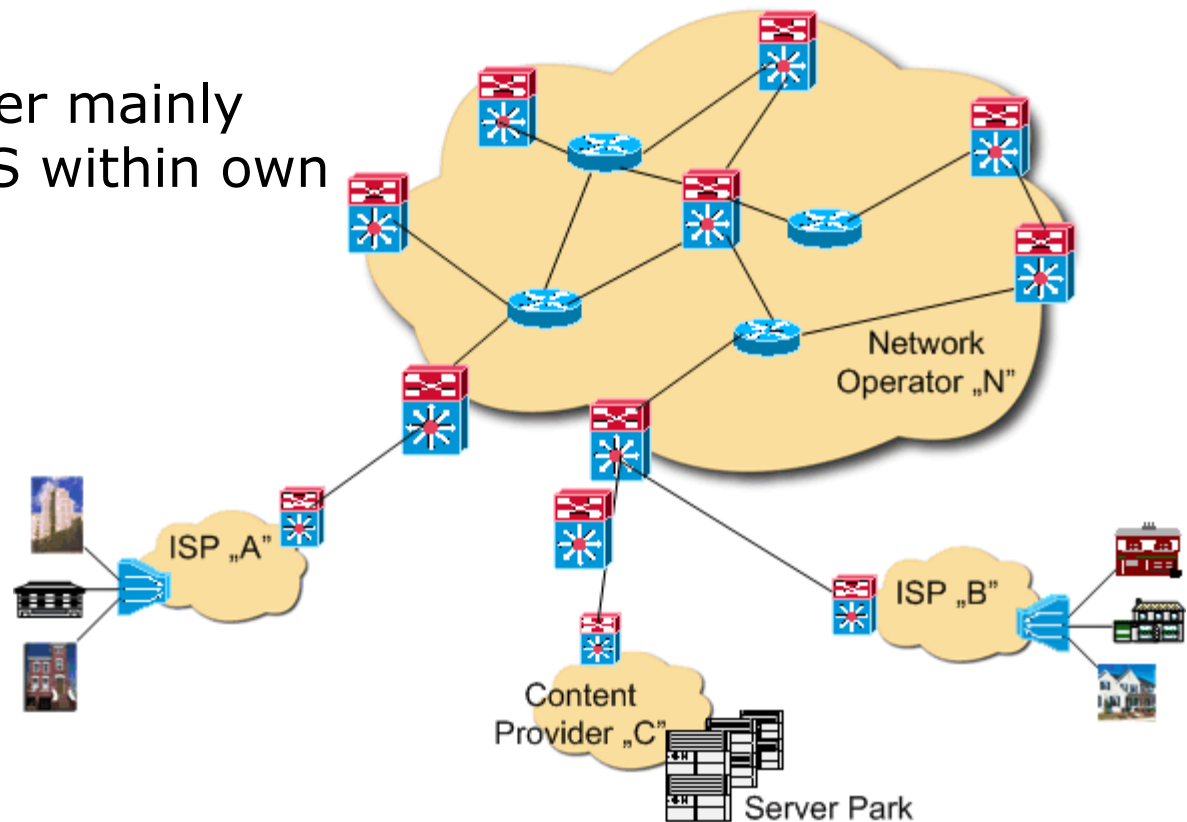 er mainly
S within own
Network
Operator „N”
ISP „A”
ISP „B”
Content
Provider „C”
Server Park